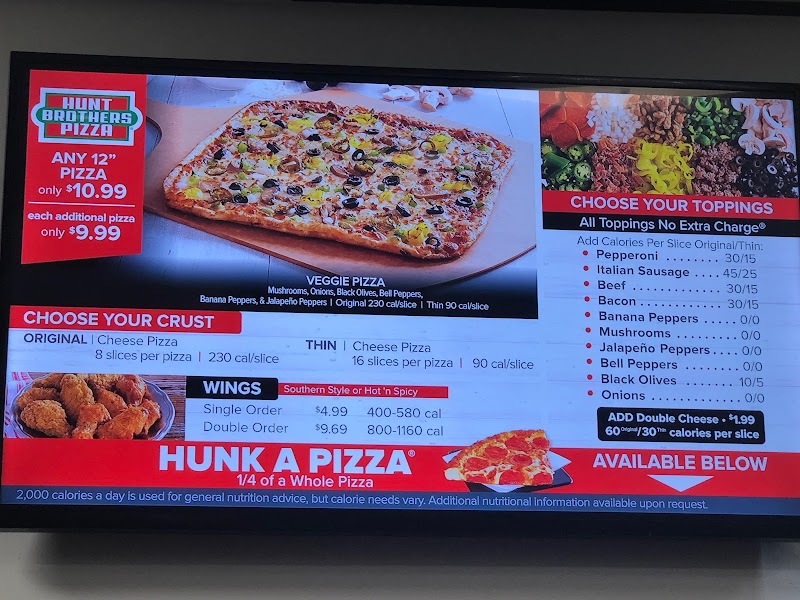 HUNT
BROTHERS
PIZZA
ANY 12"
PIZZA
only $10.99
each additional pizza
only $9.99
VEGGIE PIZZA
Mushrooms, Onions, Black Olives, Bell Peppers,
Banana Peppers, & Jalapeño Peppers | Original 230 cal/slice | Thin 90 cal/slice
CHOOSE YOUR CRUST
ORIGINAL | Cheese Pizza
8 slices per pizza | 230 cal/slice
THIN | Cheese Pizza
16 slices per pizza | 90 cal/slice
WINGS Southern Style or Hot 'n Spicy
Single Order $4.99 400-580 cal
Double Order $9.69 800-1160 cal
CHOOSE YOUR TOPPINGS
All Toppings No Extra Charge®
Add Calories Per Slice Original/Thin:
• Pepperoni ........ 30/15
• Italian Sausage .... 45/25
• Beef ............... 30/15
• Bacon ............. 30/15
• Banana Peppers ..... 0/0
• Mushrooms ......... 0/0
• Jalapeño Peppers .... 0/0
• Bell Peppers ........ 0/0
• Black Olives ........ 10/5
• Onions ............. 0/0
ADD Double Cheese • $1.99
60 Original/30 Thin calories per slice
HUNK A PIZZA®
1/4 of a Whole Pizza
AVAILABLE BELOW
2,000 calories a day is used for general nutrition advice, but calorie needs vary. Additional nutritional information available upon request.